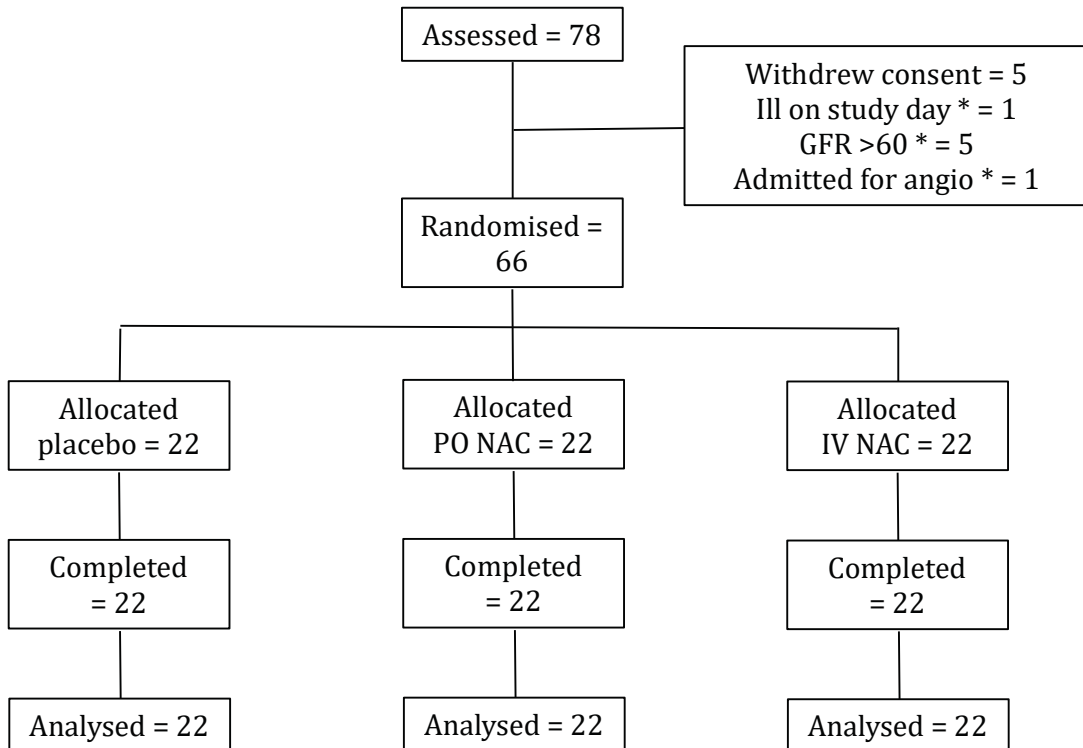 Assessed = 78
Withdrew consent = 5
Ill on study day * = 1
GFR >60 * = 5
Admitted for angio * = 1
Randomised =
66
Allocated
placebo = 22
Allocated
PO NAC = 22
Allocated
IV NAC = 22
Completed
= 22
Completed
= 22
Completed
= 22
Analysed = 22
Analysed = 22
Analysed = 22